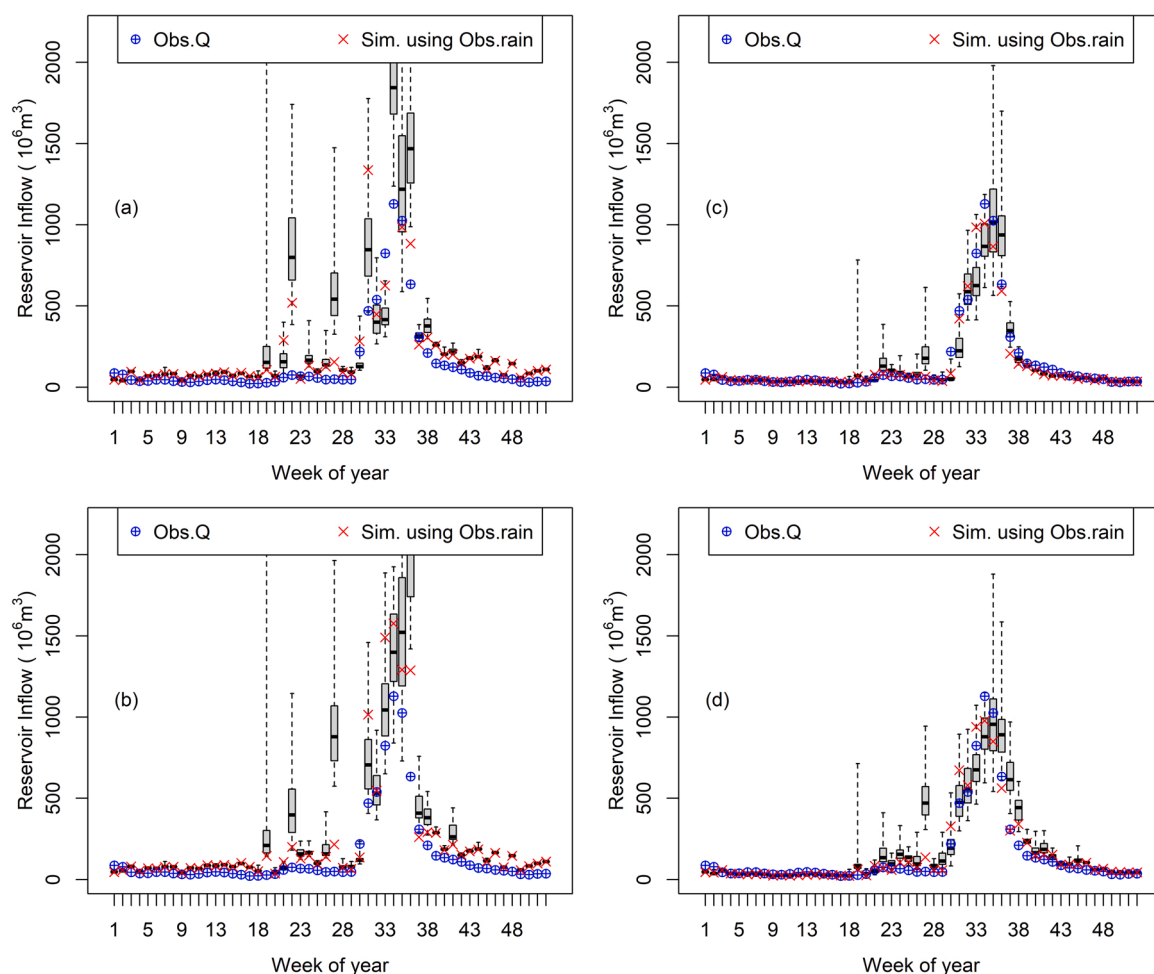 Obs.Q Sim. using Obs.rain
Reservoir Inflow ( 10⁶m³)
0 500 1000 1500 2000
(a)
1 5 9 13 18 23 28 33 38 43 48
Week of year
Obs.Q Sim. using Obs.rain
Reservoir Inflow ( 10⁶m³)
0 500 1000 1500 2000
(c)
1 5 9 13 18 23 28 33 38 43 48
Week of year
Obs.Q Sim. using Obs.rain
Reservoir Inflow ( 10⁶m³)
0 500 1000 1500 2000
(b)
1 5 9 13 18 23 28 33 38 43 48
Week of year
Obs.Q Sim. using Obs.rain
Reservoir Inflow ( 10⁶m³)
0 500 1000 1500 2000
(d)
1 5 9 13 18 23 28 33 38 43 48
Week of year